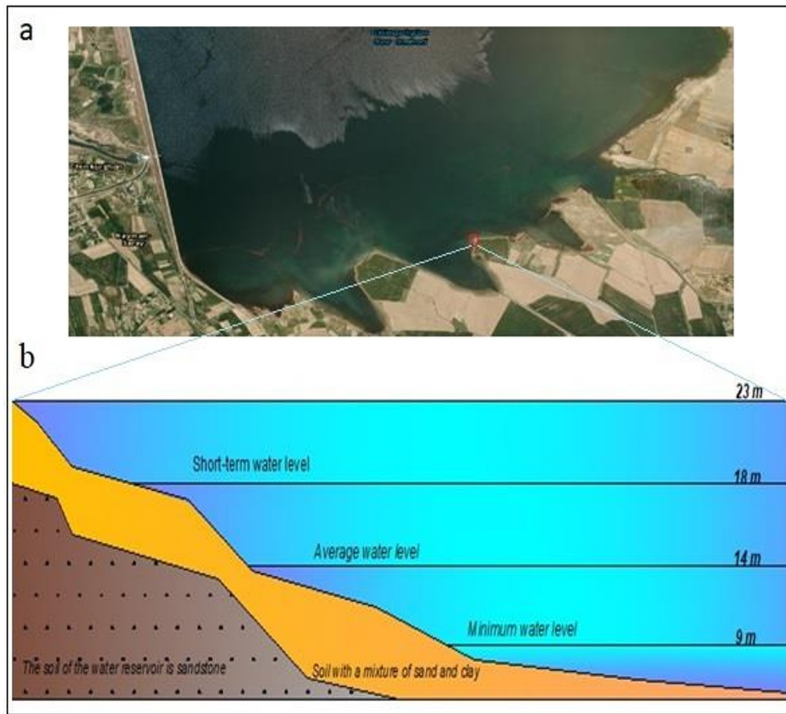 a
b
23 m
Short-term water level
18 m
Average water level
14 m
Minimum water level
9 m
The soil of the water reservoir is sandstone
Soil with a mixture of sand and clay